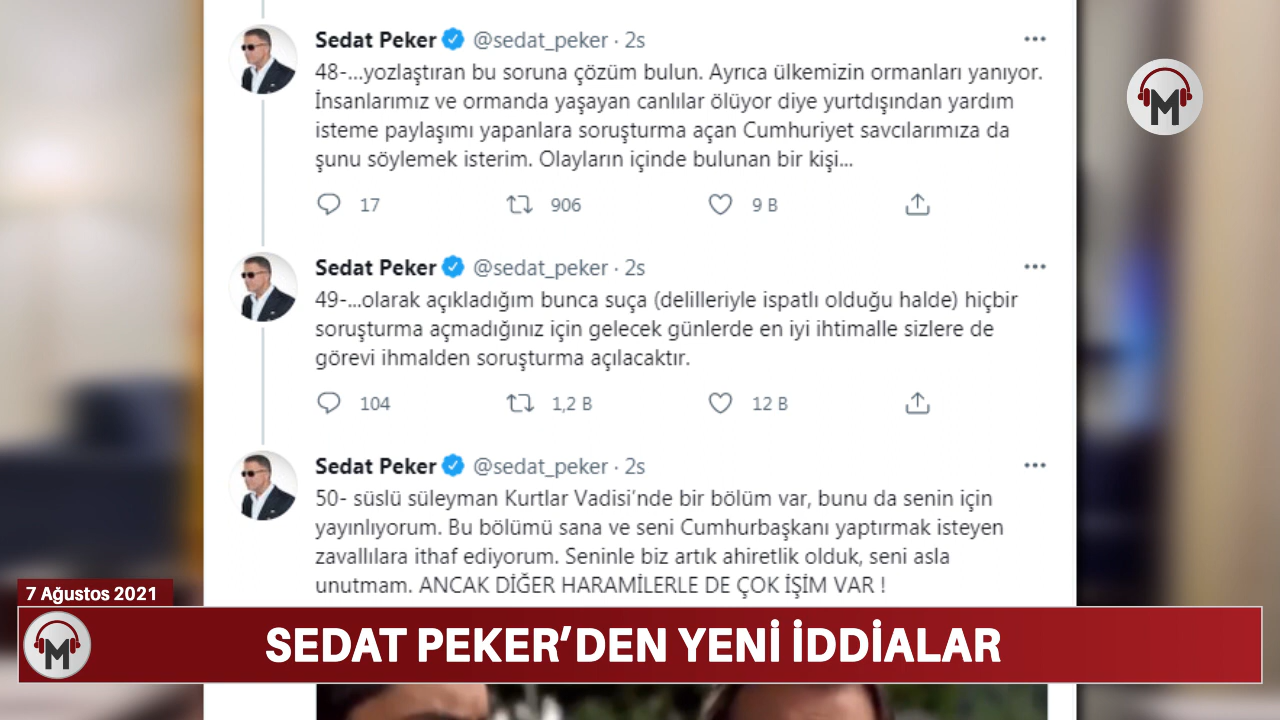 Sedat Peker @sedat_peker · 2s
48-...yozlaştıran bu soruna çözüm bulun. Ayrıca ülkemizin ormanları yanıyor.
İnsanlarımız ve ormanda yaşayan canlılar ölüyor diye yurtdışından yardım
isteme paylaşımı yapanlara soruşturma açan Cumhuriyet savcılarımıza da
şunu söylemek isterim. Olayların içinde bulunan bir kişi...
17 906 9 B
M
Sedat Peker @sedat_peker · 2s
49-...olarak açıkladığım bunca suça (delilleriyle ispatlı olduğu halde) hiçbir
soruşturma açmadığınız için gelecek günlerde en iyi ihtimalle sizlere de
görevi ihmalden soruşturma açılacaktır.
104 1,2 B 12 B
Sedat Peker @sedat_peker · 2s
50- süslü süleyman Kurtlar Vadisi'nde bir bölüm var, bunu da senin için
yayınlıyorum. Bu bölümü sana ve seni Cumhurbaşkanı yaptırmak isteyen
zavallılara ithaf ediyorum. Seninle biz artık ahiretlik olduk, seni asla
unutmam. ANCAK DİĞER HARAMİLERLE DE ÇOK İŞİM VAR !
7 Ağustos 2021
M
SEDAT PEKER'DEN YENİ İDDİALAR